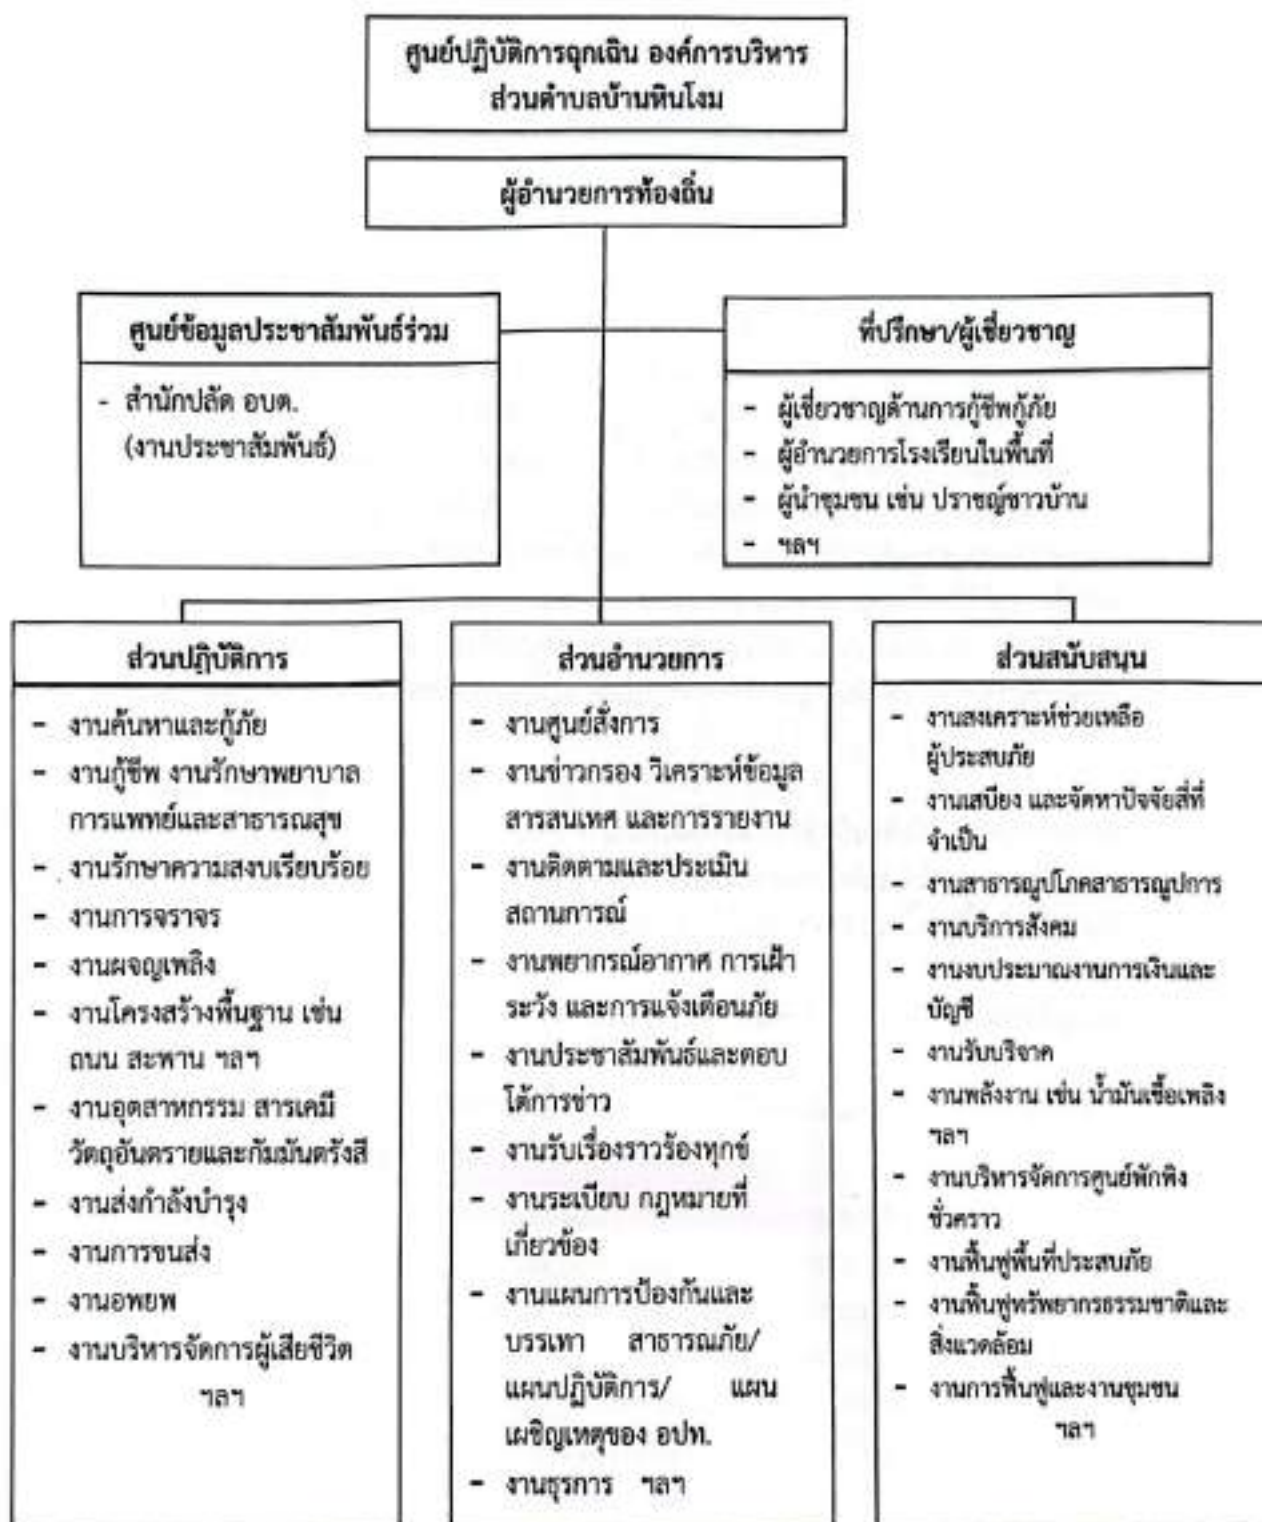 ศูนย์ปฏิบัติการฉุกเฉิน องค์การบริหาร
ส่วนตำบลบ้านหินโงม
ผู้อำนวยการท้องถิ่น
ศูนย์ข้อมูลประชาสัมพันธ์ร่วม
- สำนักปลัด อบต.
(งานประชาสัมพันธ์)
ที่ปรึกษา/ผู้เชี่ยวชาญ
- ผู้เชี่ยวชาญด้านการกู้ชีพกู้ภัย
- ผู้อำนวยการโรงเรียนในพื้นที่
- ผู้นำชุมชน เช่น ปราชญ์ชาวบ้าน
- ฯลฯ
ส่วนปฏิบัติการ
- งานค้นหาและกู้ภัย
- งานกู้ชีพ งานรักษาพยาบาล
การแพทย์และสาธารณสุข
- งานรักษาความสงบเรียบร้อย
- งานการจราจร
- งานผจญเพลิง
- งานโครงสร้างพื้นฐาน เช่น
ถนน สะพาน ฯลฯ
- งานอุตสาหกรรม สารเคมี
วัตถุอันตรายและกัมมันตรังสี
- งานส่งกำลังบำรุง
- งานการขนส่ง
- งานอพยพ
- งานบริหารจัดการผู้เสียชีวิต
ฯลฯ
ส่วนอำนวยการ
- งานศูนย์สั่งการ
- งานข่าวกรอง วิเคราะห์ข้อมูล
สารสนเทศ และการรายงาน
- งานติดตามและประเมิน
สถานการณ์
- งานพยากรณ์อากาศ การเฝ้า
ระวัง และการแจ้งเตือนภัย
- งานประชาสัมพันธ์และตอบ
โต้การข่าว
- งานรับเรื่องราวร้องทุกข์
- งานระเบียบ กฎหมายที่
เกี่ยวข้อง
- งานแผนการป้องกันและ
บรรเทา สาธารณภัย/
แผนปฏิบัติการ/ แผน
เผชิญเหตุของ อปท.
- งานธุรการ ฯลฯ
ส่วนสนับสนุน
- งานสงเคราะห์ช่วยเหลือ
ผู้ประสบภัย
- งานเสบียง และจัดหาปัจจัยสี่ที่
จำเป็น
- งานสาธารณูปโภคสาธารณูปการ
- งานบริการสังคม
- งานงบประมาณงานการเงินและ
บัญชี
- งานรับบริจาค
- งานพลังงาน เช่น น้ำมันเชื้อเพลิง
ฯลฯ
- งานบริหารจัดการศูนย์พักพิง
ชั่วคราว
- งานฟื้นฟูพื้นที่ประสบภัย
- งานฟื้นฟูทรัพยากรธรรมชาติและ
สิ่งแวดล้อม
- งานการฟื้นฟูและงานชุมชน
ฯลฯ